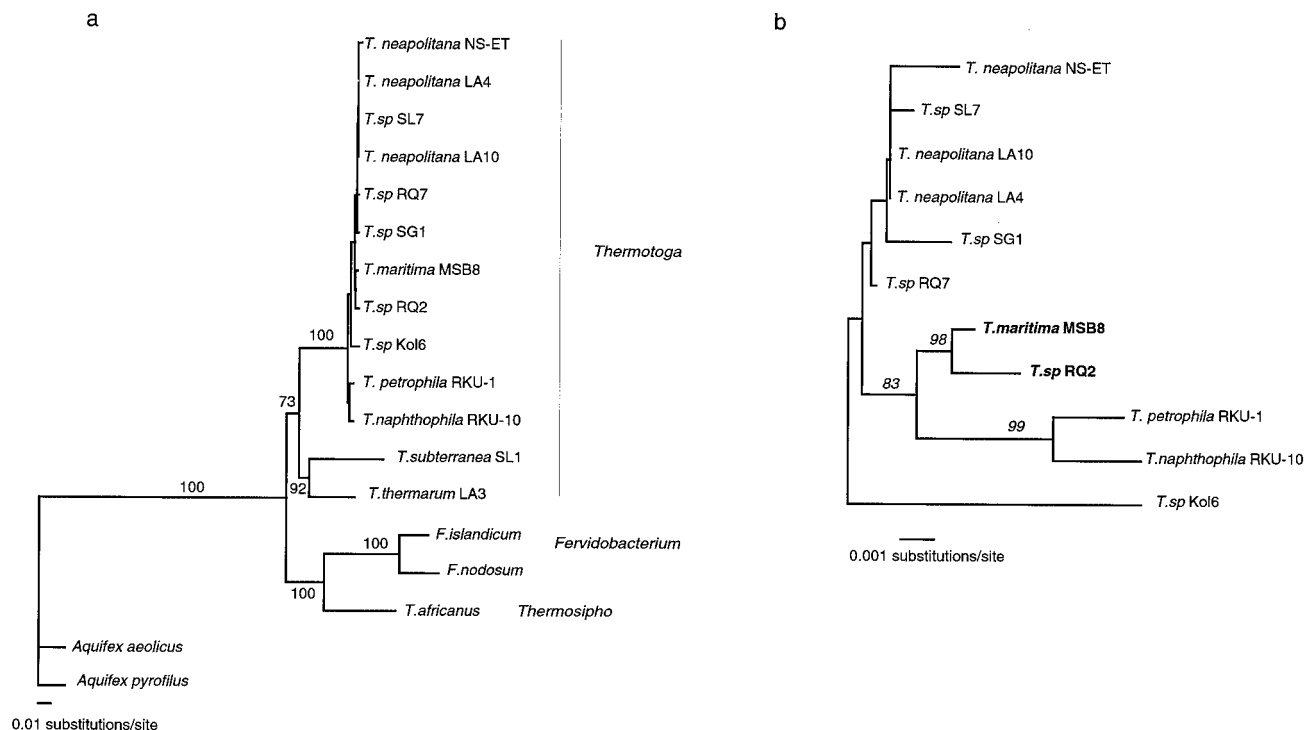 a
T. neapolitana NS-ET
T. neapolitana LA4
T.sp SL7
T. neapolitana LA10
T.sp RQ7
T.sp SG1
Thermotoga
T.maritima MSB8
T.sp RQ2
100
T.sp Kol6
T. petrophila RKU-1
73
T.naphthophila RKU-10
T.subterranea SL1
100
92
T.thermarum LA3
F.islandicum
100
Fervidobacterium
F.nodosum
100
T.africanus
Thermosipho
Aquifex aeolicus
Aquifex pyrofilus
0.01 substitutions/site
b
T. neapolitana NS-ET
T.sp SL7
T. neapolitana LA10
T. neapolitana LA4
T.sp SG1
T.sp RQ7
T.maritima MSB8
98
T.sp RQ2
83
T. petrophila RKU-1
99
T.naphthophila RKU-10
T.sp Kol6
0.001 substitutions/site